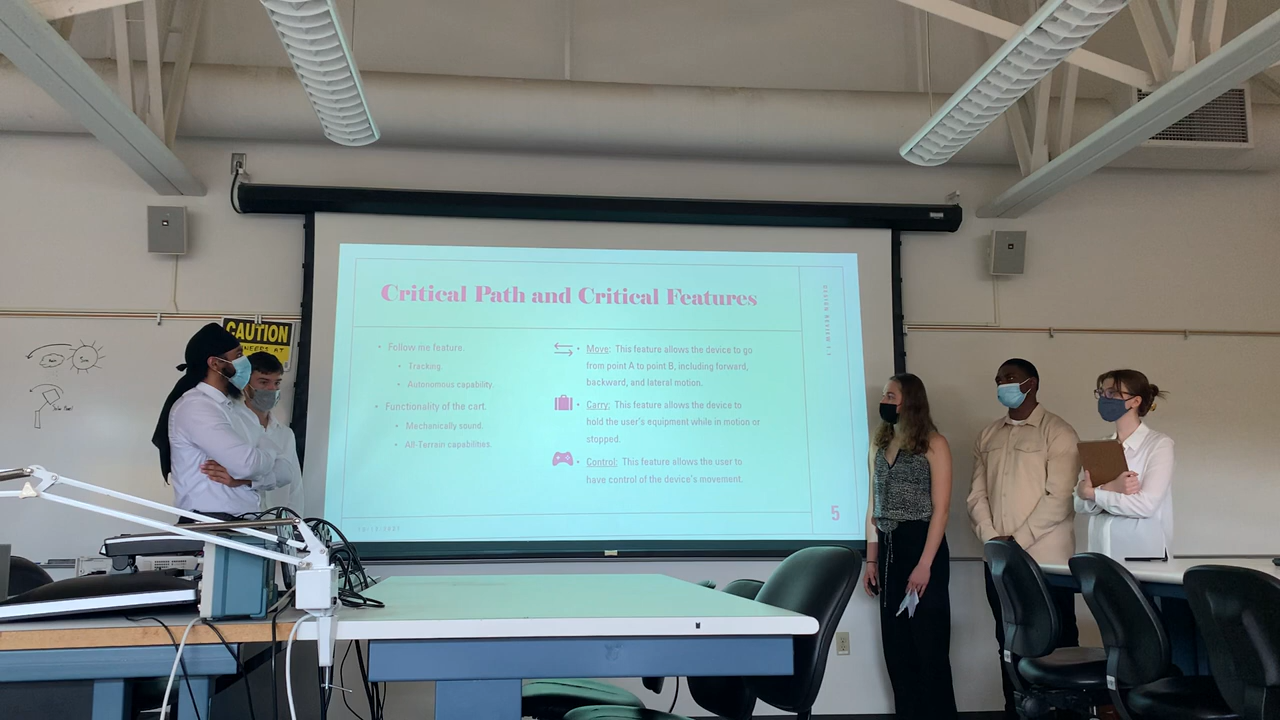 Critical Path and Critical Features
Follow me feature.
Tracking.
Autonomous capability.
Functionality of the cart.
Mechanically sound.
All-Terrain capabilities.
Move: This feature allows the device to go
from point A to point B, including forward,
backward, and lateral motion.
Carry: This feature allows the device to
hold the user's equipment while in motion or
stopped.
Control: This feature allows the user to
have control of the device's movement.
5
CAUTION